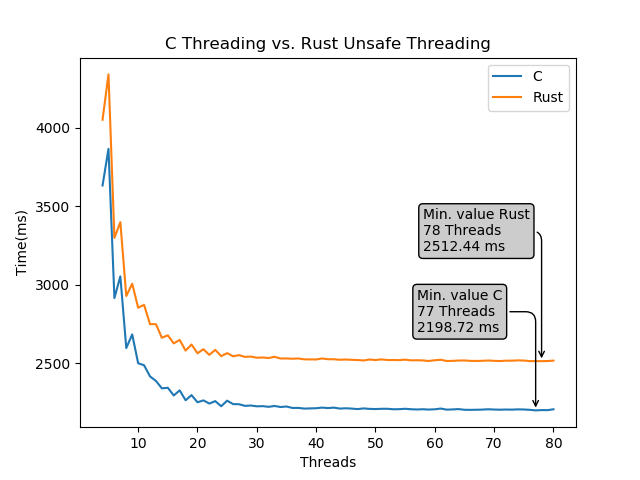 C Threading vs. Rust Unsafe Threading
C
Rust
Time(ms)
4000
3500
3000
2500
Min. value Rust
78 Threads
2512.44 ms
Min. value C
77 Threads
2198.72 ms
10
20
30
40
50
60
70
80
Threads